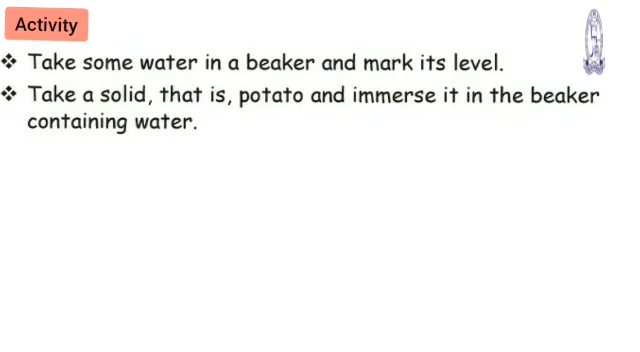 Activity
❖ Take some water in a beaker and mark its level.
❖ Take a solid, that is, potato and immerse it in the beaker
containing water.